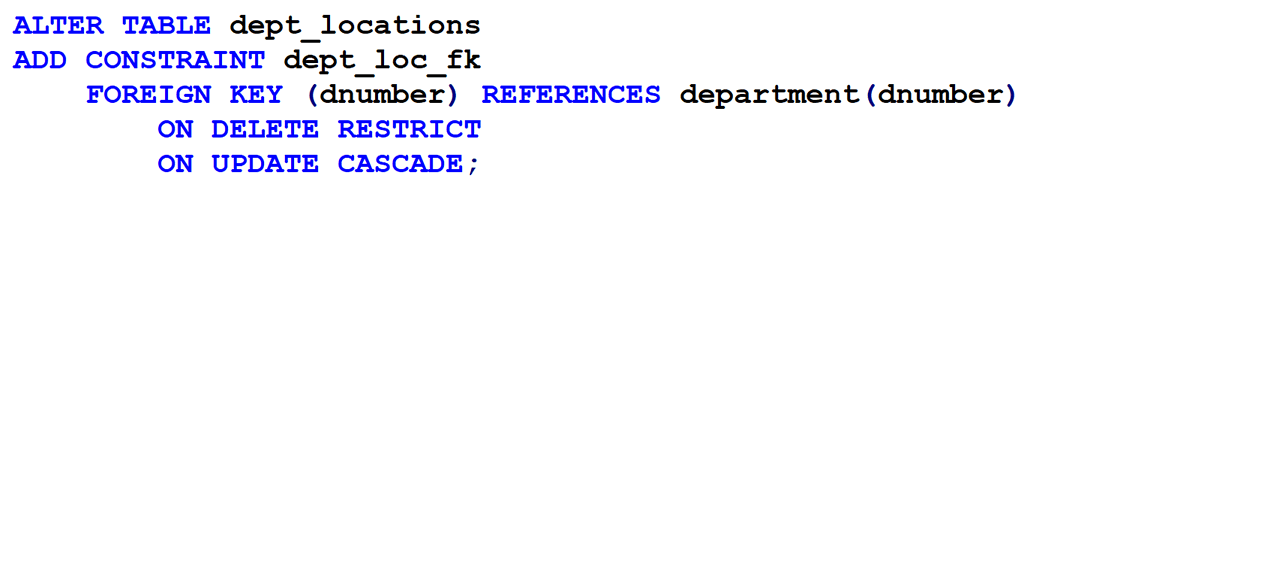 ALTER TABLE dept_locations
ADD CONSTRAINT dept_loc_fk
FOREIGN KEY (dnumber) REFERENCES department(dnumber)
ON DELETE RESTRICT
ON UPDATE CASCADE;